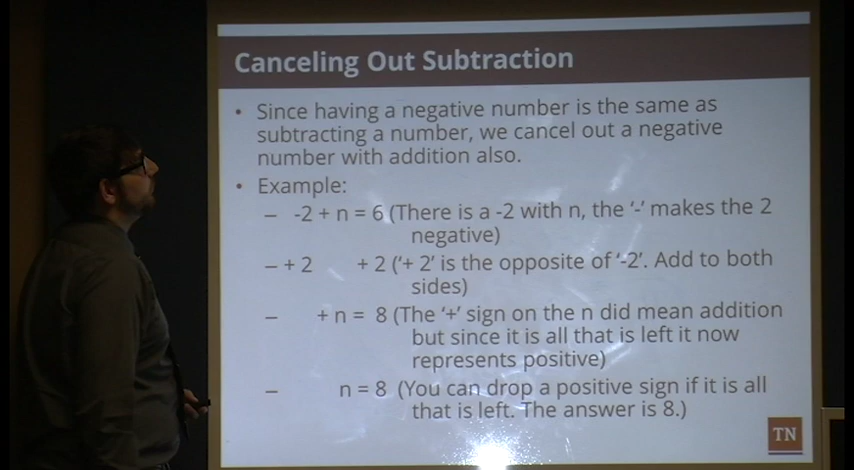 Canceling Out Subtraction
• Since having a negative number is the same as
subtracting a number, we cancel out a negative
number with addition also.
• Example:
– -2 + n = 6 (There is a -2 with n, the ‘-’ makes the 2
negative)
– + 2 + 2 (‘+ 2’ is the opposite of ‘-2’. Add to both
sides)
– + n = 8 (The ‘+’ sign on the n did mean addition
but since it is all that is left it now
represents positive)
– n = 8 (You can drop a positive sign if it is all
that is left. The answer is 8.)
TN